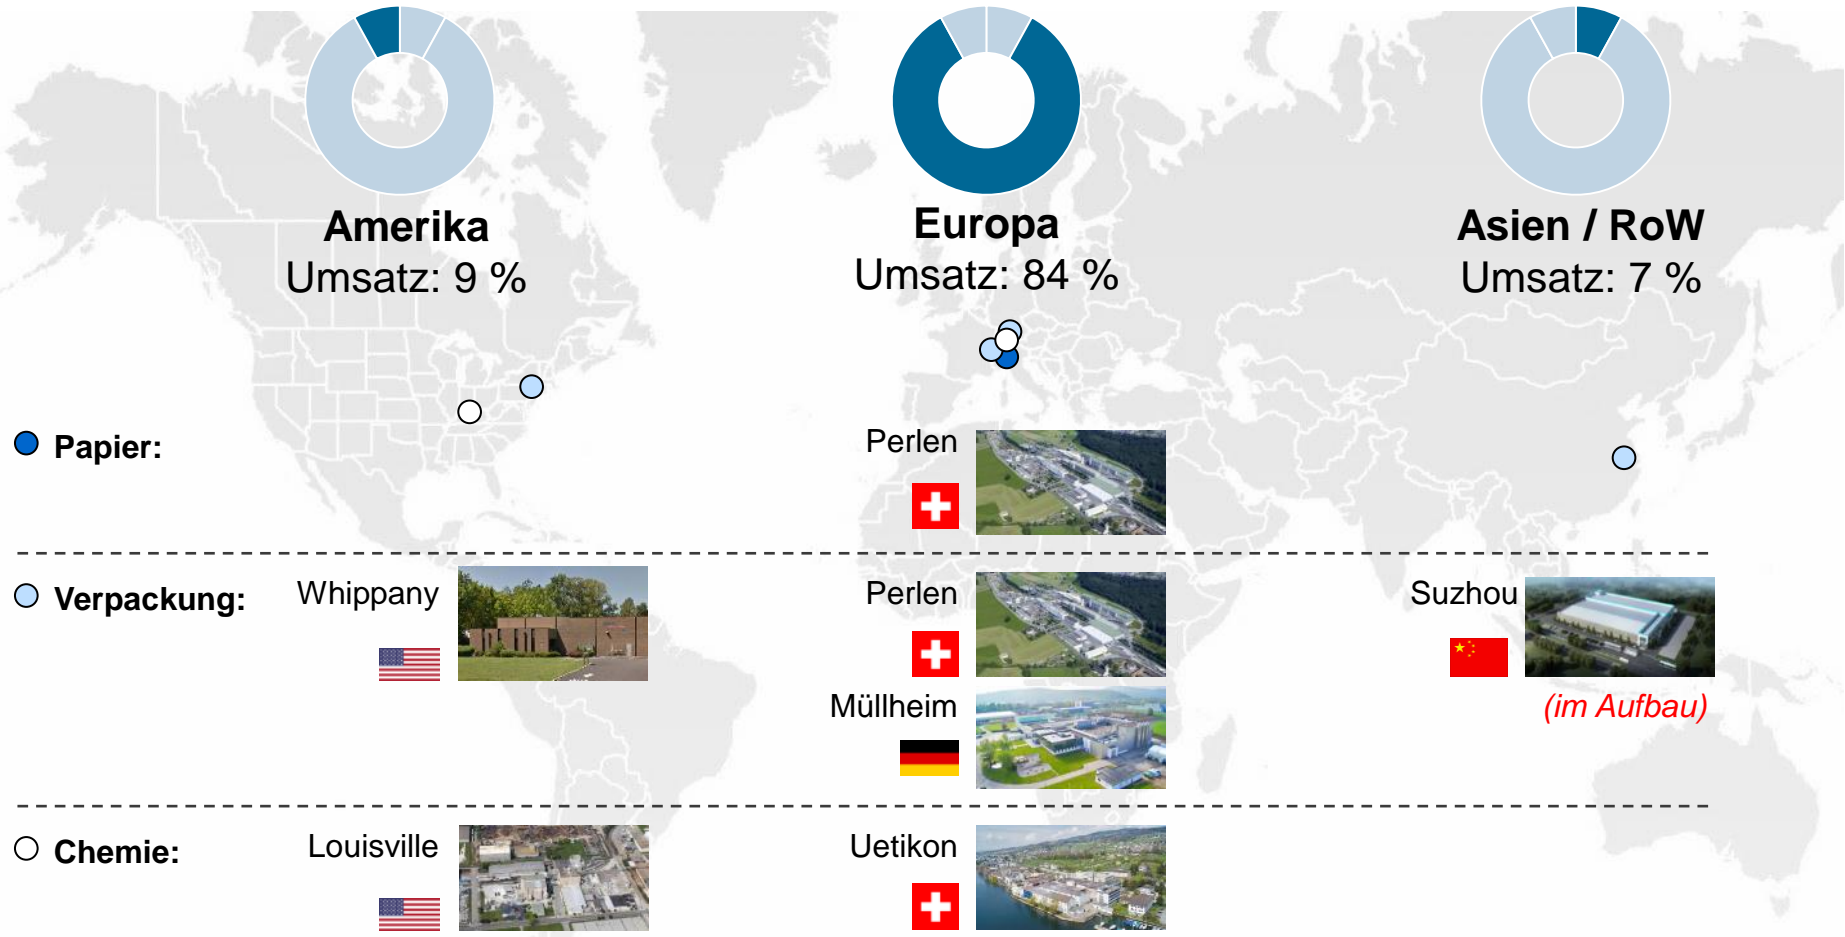 Amerika
Umsatz: 9 %
Europa
Umsatz: 84 %
Asien / RoW
Umsatz: 7 %
Papier:
Perlen
Verpackung:
Whippany
Perlen
Suzhou
Müllheim
(im Aufbau)
Chemie:
Louisville
Uetikon